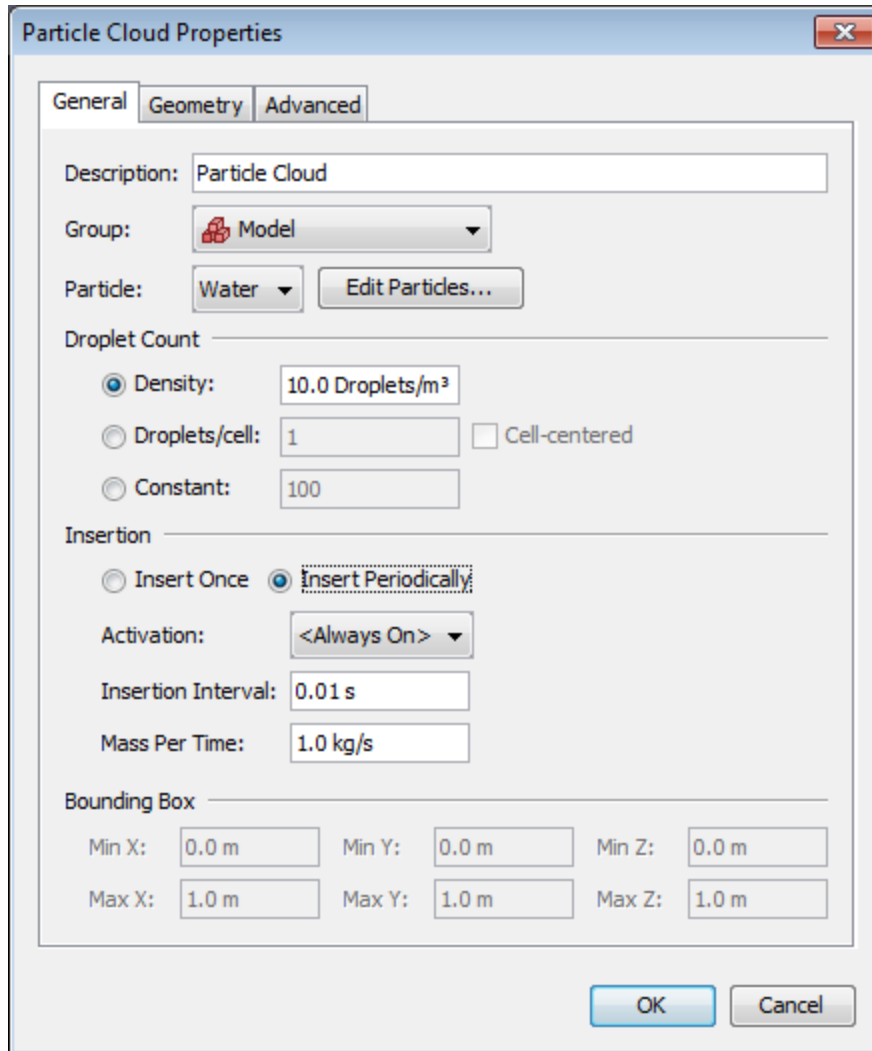 Particle Cloud Properties
General Geometry Advanced
Description: Particle Cloud
Group: Model
Particle: Water Edit Particles...
Droplet Count
Density: 10.0 Droplets/m³
Droplets/cell: 1 Cell-centered
Constant: 100
Insertion
Insert Once Insert Periodically
Activation: <Always On>
Insertion Interval: 0.01 s
Mass Per Time: 1.0 kg/s
Bounding Box
Min X: 0.0 m Min Y: 0.0 m Min Z: 0.0 m
Max X: 1.0 m Max Y: 1.0 m Max Z: 1.0 m
OK Cancel